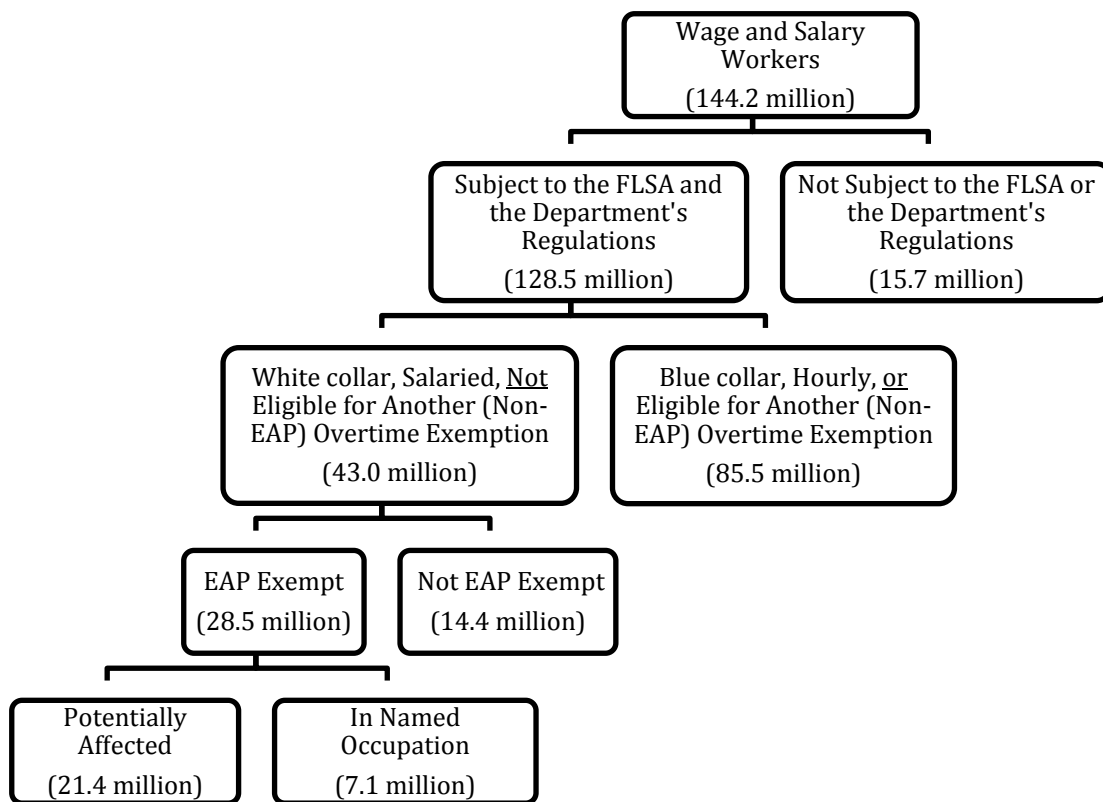 Wage and Salary
Workers
(144.2 million)
Subject to the FLSA and
the Department's
Regulations
(128.5 million)
Not Subject to the FLSA or
the Department's
Regulations
(15.7 million)
White collar, Salaried, Not
Eligible for Another (Non-
EAP) Overtime Exemption
(43.0 million)
Blue collar, Hourly, or
Eligible for Another (Non-
EAP) Overtime Exemption
(85.5 million)
EAP Exempt
(28.5 million)
Not EAP Exempt
(14.4 million)
Potentially
Affected
(21.4 million)
In Named
Occupation
(7.1 million)